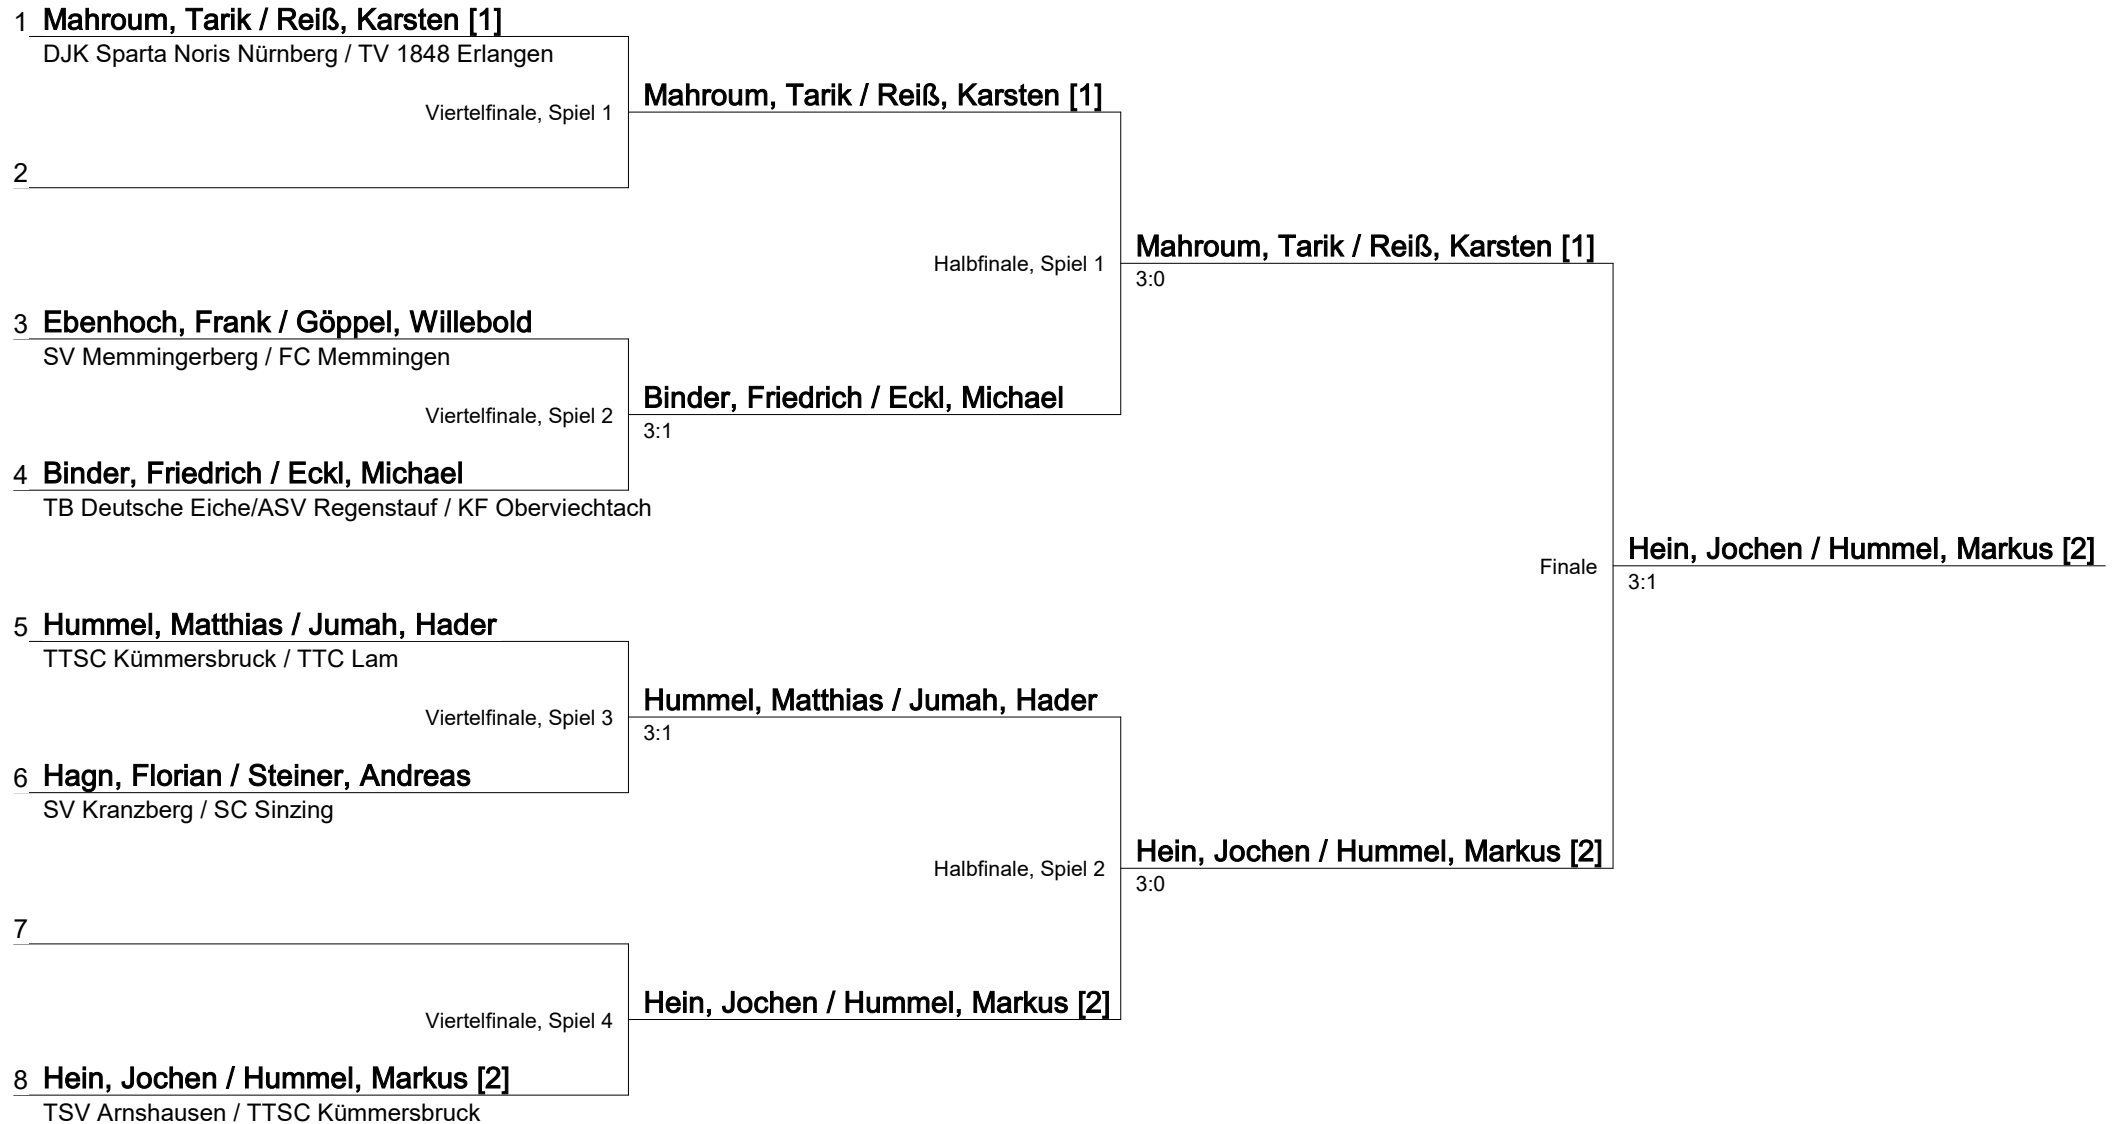 1 Mahroum, Tarik / Reiß, Karsten [1]
DJK Sparta Noris Nürnberg / TV 1848 Erlangen
Viertelfinale, Spiel 1
Mahroum, Tarik / Reiß, Karsten [1]
2
Halbfinale, Spiel 1
Mahroum, Tarik / Reiß, Karsten [1]
3:0
3 Ebenhoch, Frank / Göppel, Willebold
SV Memmingerberg / FC Memmingen
Viertelfinale, Spiel 2
Binder, Friedrich / Eckl, Michael
3:1
4 Binder, Friedrich / Eckl, Michael
TB Deutsche Eiche/ASV Regenstauf / KF Oberviechtach
Finale
Hein, Jochen / Hummel, Markus [2]
3:1
5 Hummel, Matthias / Jumah, Hader
TTSC Kümmersbruck / TTC Lam
Viertelfinale, Spiel 3
Hummel, Matthias / Jumah, Hader
3:1
6 Hagn, Florian / Steiner, Andreas
SV Kranzberg / SC Sinzing
Halbfinale, Spiel 2
Hein, Jochen / Hummel, Markus [2]
3:0
7
Viertelfinale, Spiel 4
Hein, Jochen / Hummel, Markus [2]
8 Hein, Jochen / Hummel, Markus [2]
TSV Arnshausen / TTSC Kümmersbruck